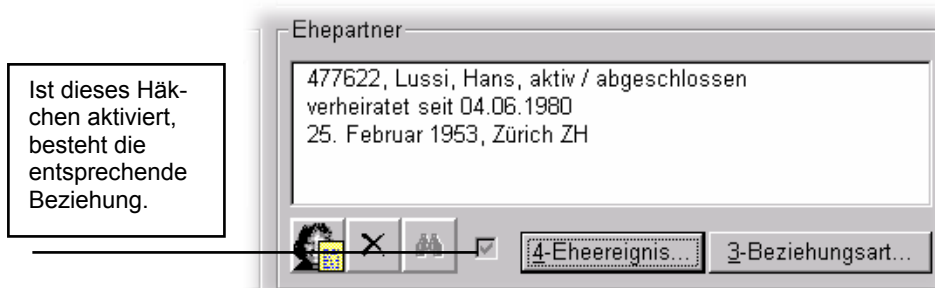 Ehepartner
Ist dieses Häk-
chen aktiviert,
besteht die
entsprechende
Beziehung.
477622, Lussi, Hans, aktiv / abgeschlossen
verheiratet seit 04.06.1980
25. Februar 1953, Zürich ZH
4-Eheereignis...
3-Beziehungsart...